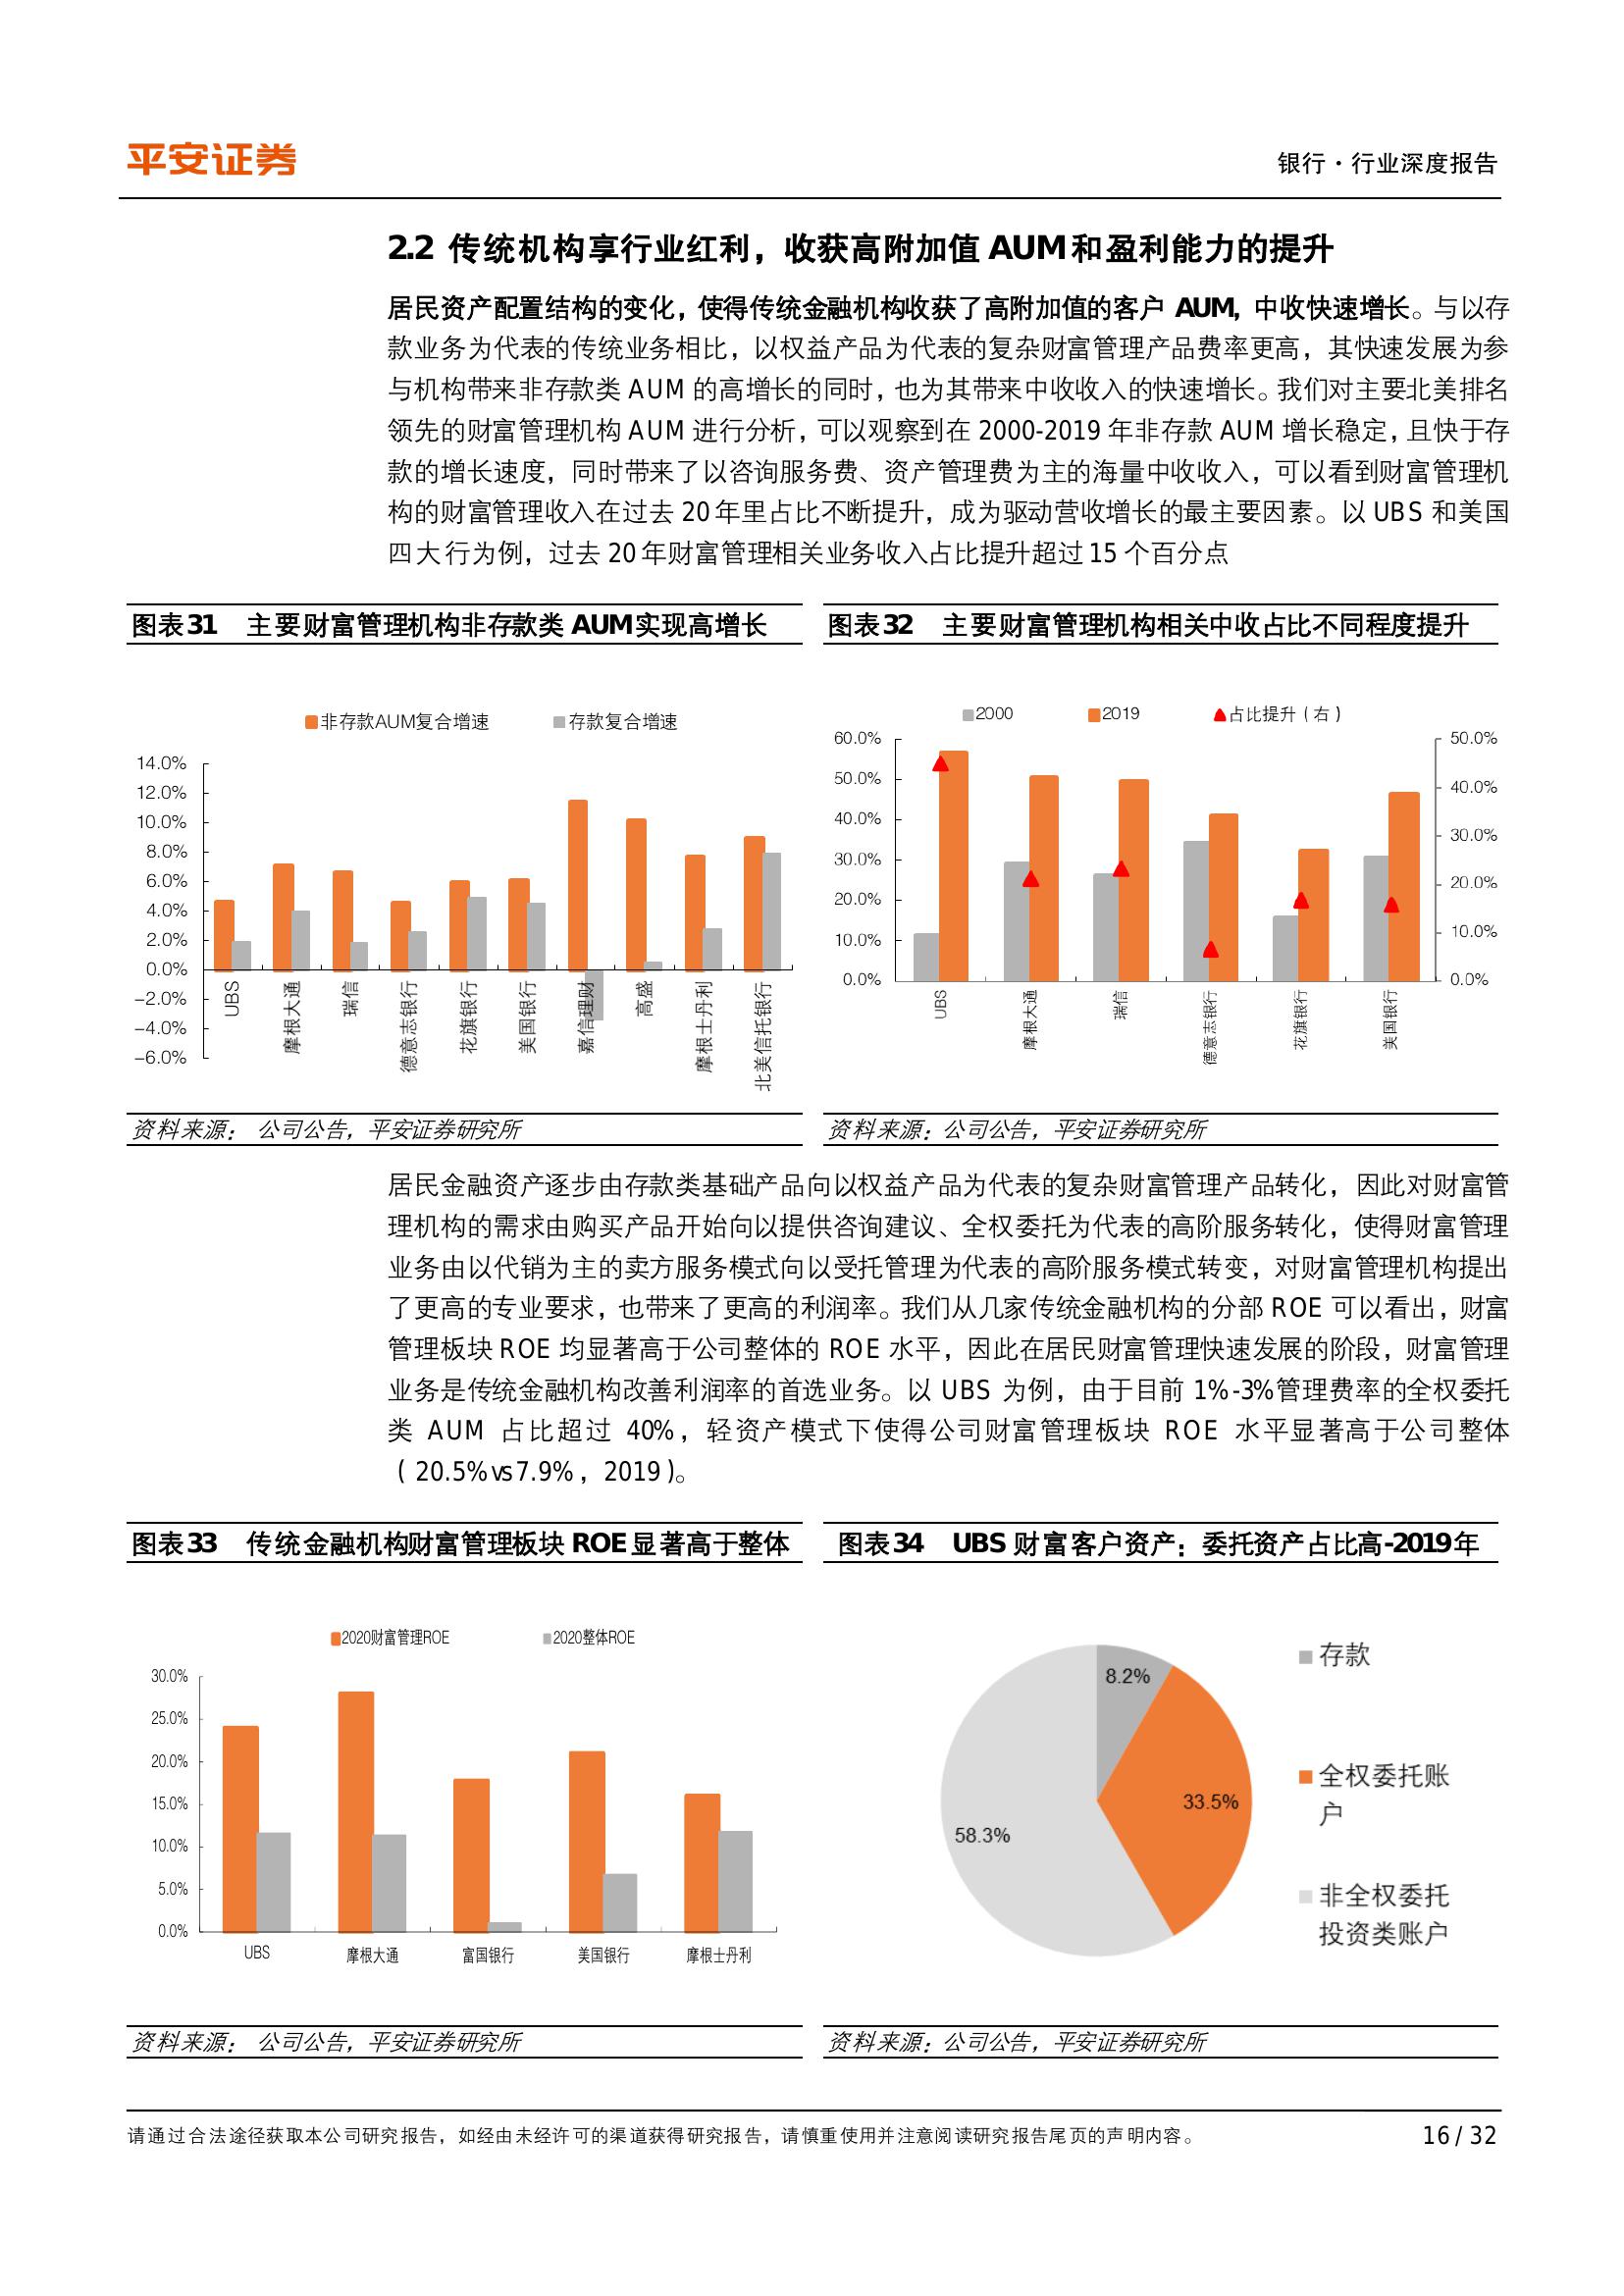 平安证券
银行·行业深度报告
2.2 传统机构享行业红利，收获高附加值 AUM 和盈利能力的提升
居民资产配置结构的变化，使得传统金融机构收获了高附加值的客户 AUM，中收快速增长。与以存
款业务为代表的传统业务相比，以权益产品为代表的复杂财富管理产品费率更高，其快速发展为参
与机构带来非存款类 AUM 的高增长的同时，也为其带来中收收入的快速增长。我们对主要北美排名
领先的财富管理机构 AUM 进行分析，可以观察到在 2000-2019 年非存款 AUM 增长稳定，且快于存
款的增长速度，同时带来了以咨询服务费、资产管理费为主的海量中收收入，可以看到财富管理机
构的财富管理收入在过去 20 年里占比不断提升，成为驱动营收增长的最主要因素。以 UBS 和美国
四大行为例，过去 20 年财富管理相关业务收入占比提升超过 15 个百分点
图表31 主要财富管理机构非存款类 AUM 实现高增长
非存款AUM复合增速 存款复合增速
14.0%
12.0%
10.0%
8.0%
6.0%
4.0%
2.0%
0.0%
-2.0%
-4.0%
-6.0%
UBS
摩根大通
瑞信
德意志银行
花旗银行
美国银行
嘉信理财
高盛
摩根士丹利
北美信托银行
资料来源： 公司公告，平安证券研究所
图表32 主要财富管理机构相关中收占比不同程度提升
2000 2019 占比提升（右）
60.0%
50.0%
40.0%
30.0%
20.0%
10.0%
0.0%
50.0%
40.0%
30.0%
20.0%
10.0%
0.0%
UBS
摩根大通
瑞信
德意志银行
花旗银行
美国银行
资料来源：公司公告，平安证券研究所
居民金融资产逐步由存款类基础产品向以权益产品为代表的复杂财富管理产品转化，因此对财富管
理机构的需求由购买产品开始向以提供咨询建议、全权委托为代表的高阶服务转化，使得财富管理
业务由以代销为主的卖方服务模式向以受托管理为代表的高阶服务模式转变，对财富管理机构提出
了更高的专业要求，也带来了更高的利润率。我们从几家传统金融机构的分部 ROE 可以看出，财富
管理板块 ROE 均显著高于公司整体的 ROE 水平，因此在居民财富管理快速发展的阶段，财富管理
业务是传统金融机构改善利润率的首选业务。以 UBS 为例，由于目前 1%-3%管理费率的全权委托
类 AUM 占比超过 40%，轻资产模式下使得公司财富管理板块 ROE 水平显著高于公司整体
（20.5%vs7.9%，2019）。
图表33 传统金融机构财富管理板块 ROE 显著高于整体
2020财富管理ROE 2020整体ROE
30.0%
25.0%
20.0%
15.0%
10.0%
5.0%
0.0%
UBS 摩根大通 富国银行 美国银行 摩根士丹利
资料来源： 公司公告，平安证券研究所
图表34 UBS 财富客户资产：委托资产占比高-2019年
8.2%
33.5%
58.3%
存款
全权委托账
户
非全权委托
投资类账户
资料来源：公司公告，平安证券研究所
请通过合法途径获取本公司研究报告，如经由未经许可的渠道获得研究报告，请慎重使用并注意阅读研究报告尾页的声明内容。
16 / 32